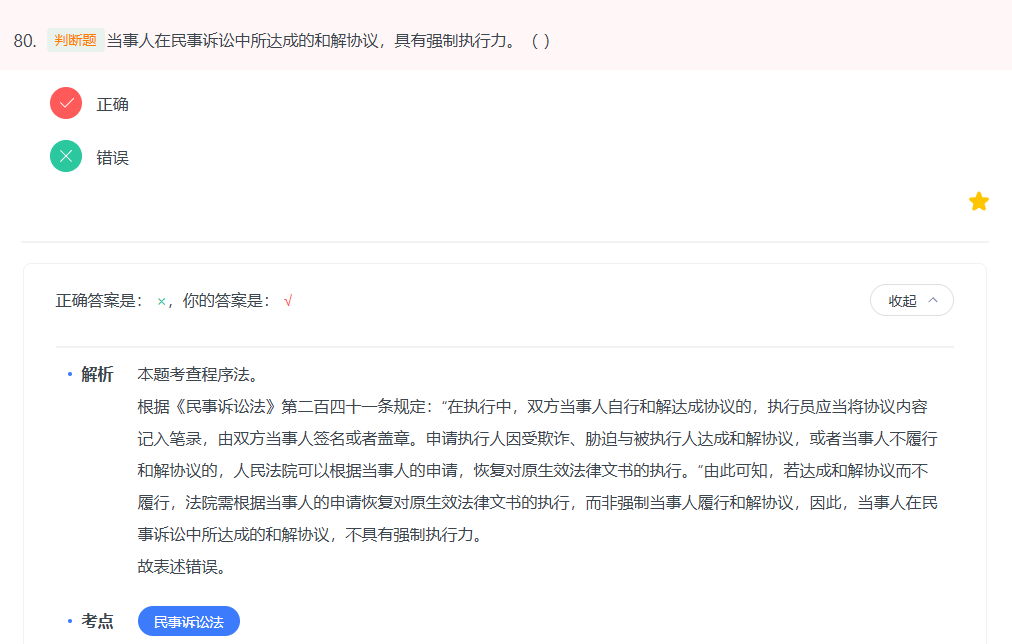 80. 判断题 当事人在民事诉讼中所达成的和解协议，具有强制执行力。（ ）
正确
错误
正确答案是： ×，你的答案是： √
收起
解析 本题考查程序法。
根据《民事诉讼法》第二百四十一条规定：“在执行中，双方当事人自行和解达成协议的，执行员应当将协议内容
记入笔录，由双方当事人签名或者盖章。申请执行人因受欺诈、胁迫与被执行人达成和解协议，或者当事人不履行
和解协议的，人民法院可以根据当事人的申请，恢复对原生效法律文书的执行。“由此可知，若达成和解协议而不
履行，法院需根据当事人的申请恢复对原生效法律文书的执行，而非强制当事人履行和解协议，因此，当事人在民
事诉讼中所达成的和解协议，不具有强制执行力。
故表述错误。
考点 民事诉讼法